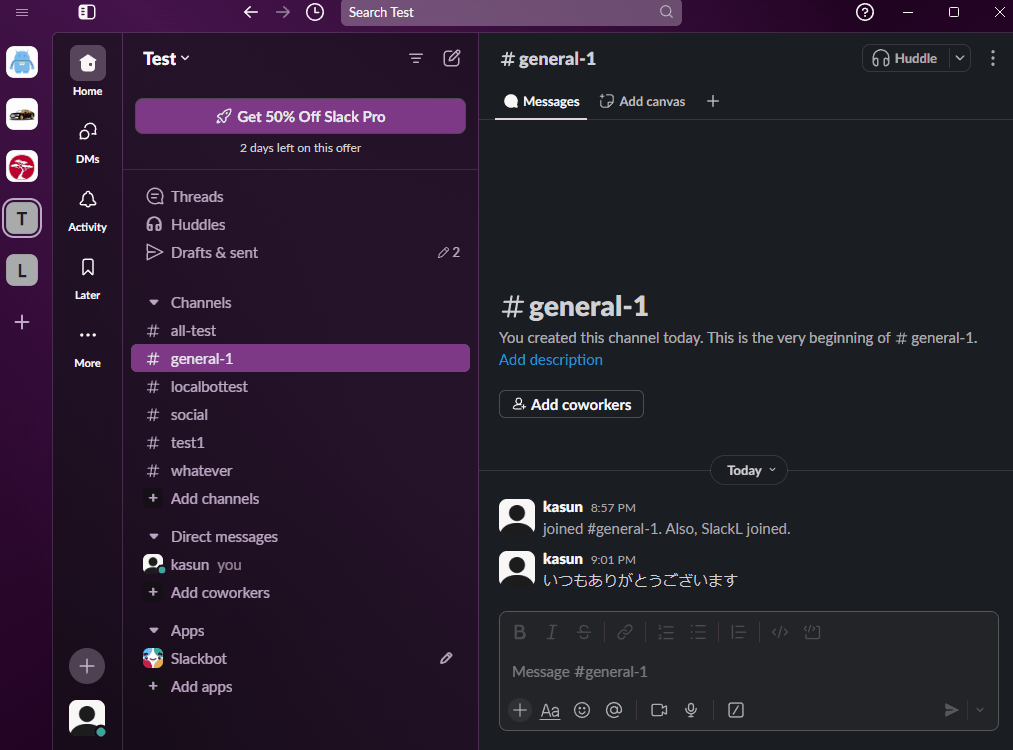 Search Test
T
L
Home
DMs
Activity
Later
More
Test
Get 50% Off Slack Pro
2 days left on this offer
Threads
Huddles
Drafts & sent 2
Channels
# all-test
# general-1
# localbottest
# social
# test1
# whatever
+ Add channels
Direct messages
kasun you
+ Add coworkers
Apps
Slackbot
+ Add apps
# general-1
Huddle
Messages Add canvas +
# general-1
You created this channel today. This is the very beginning of # general-1.
Add description
Add coworkers
Today
kasun 8:57 PM
joined #general-1. Also, SlackL joined.
kasun 9:01 PM
いつもありがとうございます
B I S
Message #general-1
+ Aa @